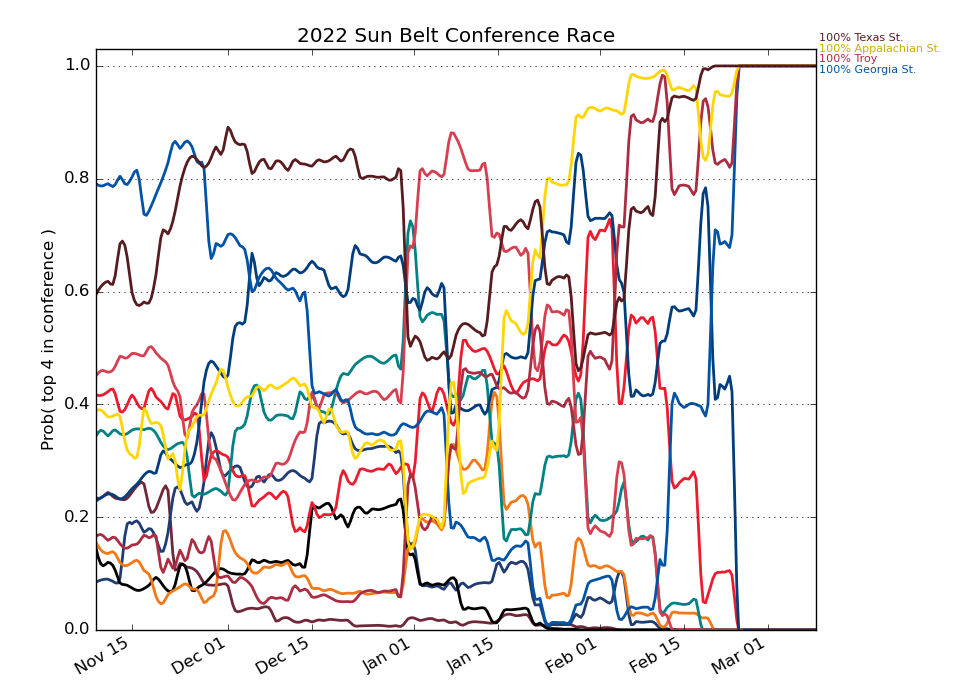 2022 Sun Belt Conference Race
100% Texas St.
100% Appalachian St.
100% Troy
100% Georgia St.
Prob( top 4 in conference )
1.0
0.8
0.6
0.4
0.2
0.0
Nov 15
Dec 01
Dec 15
Jan 01
Jan 15
Feb 01
Feb 15
Mar 01